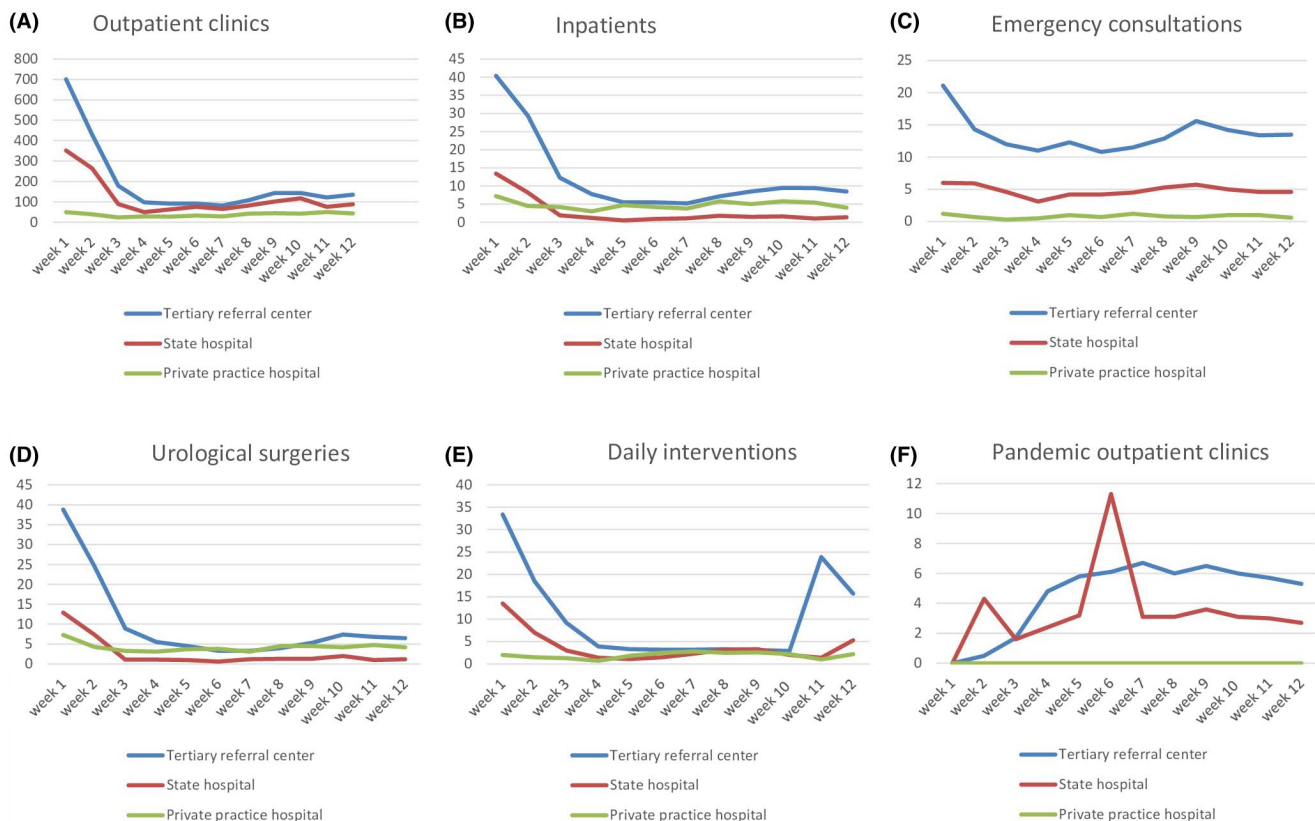 (A) Outpatient clinics
800
700
600
500
400
300
200
100
0
week 1 week 2 week 3 week 4 week 5 week 6 week 7 week 8 week 9 week 10 week 11 week 12
Tertiary referral center
State hospital
Private practice hospital
(B) Inpatients
45
40
35
30
25
20
15
10
5
0
week 1 week 2 week 3 week 4 week 5 week 6 week 7 week 8 week 9 week 10 week 11 week 12
Tertiary referral center
State hospital
Private practice hospital
(C) Emergency consultations
25
20
15
10
5
0
week 1 week 2 week 3 week 4 week 5 week 6 week 7 week 8 week 9 week 10 week 11 week 12
Tertiary referral center
State hospital
Private practice hospital
(D) Urological surgeries
45
40
35
30
25
20
15
10
5
0
week 1 week 2 week 3 week 4 week 5 week 6 week 7 week 8 week 9 week 10 week 11 week 12
Tertiary referral center
State hospital
Private practice hospital
(E) Daily interventions
40
35
30
25
20
15
10
5
0
week 1 week 2 week 3 week 4 week 5 week 6 week 7 week 8 week 9 week 10 week 11 week 12
Tertiary referral center
State hospital
Private practice hospital
(F) Pandemic outpatient clinics
12
10
8
6
4
2
0
week 1 week 2 week 3 week 4 week 5 week 6 week 7 week 8 week 9 week 10 week 11 week 12
Tertiary referral center
State hospital
Private practice hospital